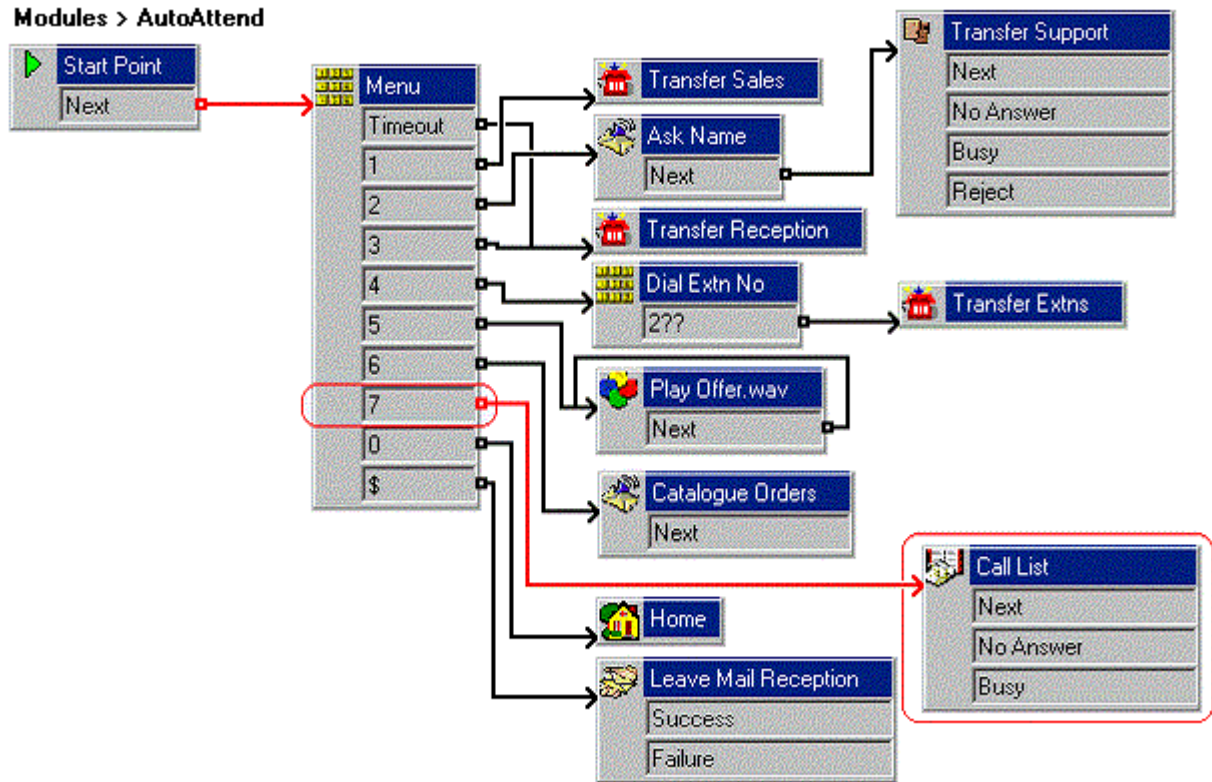 Modules > AutoAttend
Start Point
Next
Menu
Timeout
1
2
3
4
5
6
7
0
$
Transfer Sales
Ask Name
Next
Transfer Reception
Dial Extn No
2??
Play Offer.wav
Next
Catalogue Orders
Next
Home
Leave Mail Reception
Success
Failure
Transfer Support
Next
No Answer
Busy
Reject
Transfer Extns
Call List
Next
No Answer
Busy